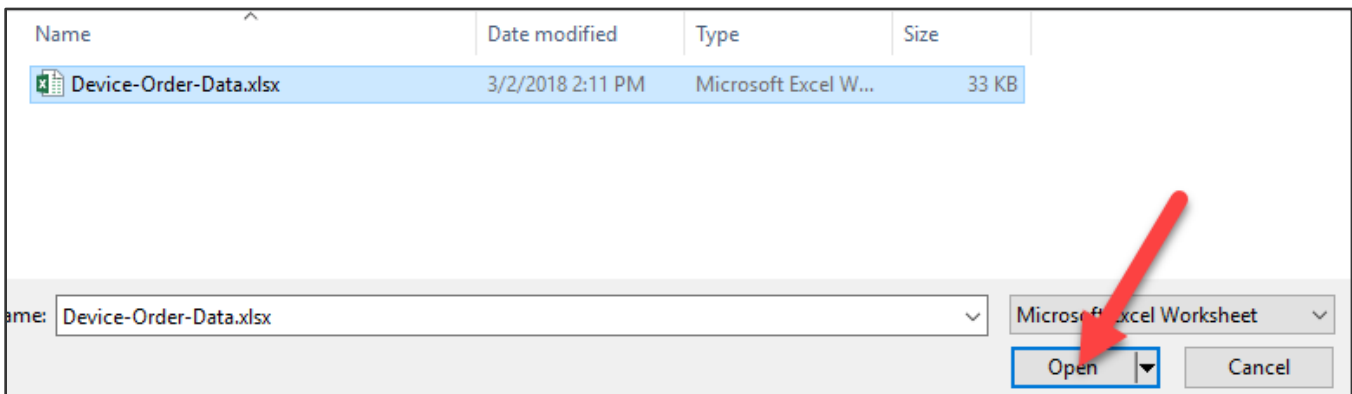 Name Date modified Type Size
Device-Order-Data.xlsx 3/2/2018 2:11 PM Microsoft Excel W... 33 KB
ame: Device-Order-Data.xlsx Microsoft Excel Worksheet
Open Cancel